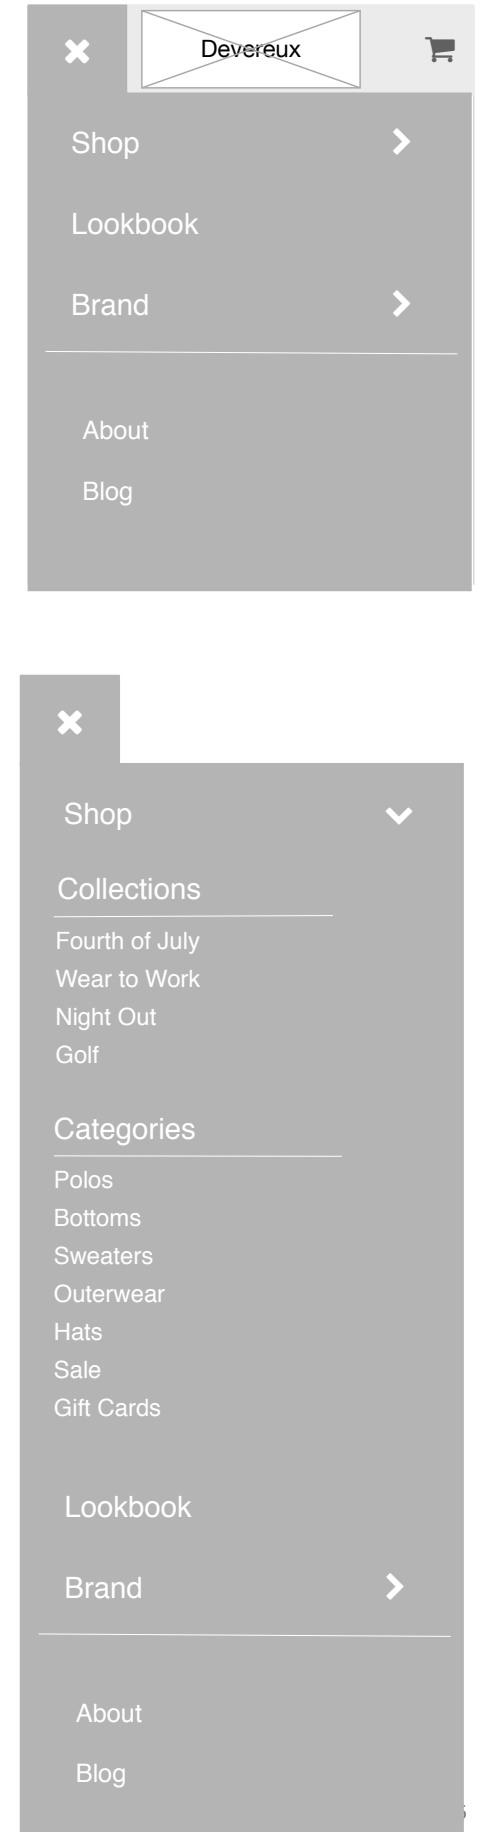 Devereux
Shop
Lookbook
Brand
About
Blog
Shop
Collections
Fourth of July
Wear to Work
Night Out
Golf
Categories
Polos
Bottoms
Sweaters
Outerwear
Hats
Sale
Gift Cards
Lookbook
Brand
About
Blog